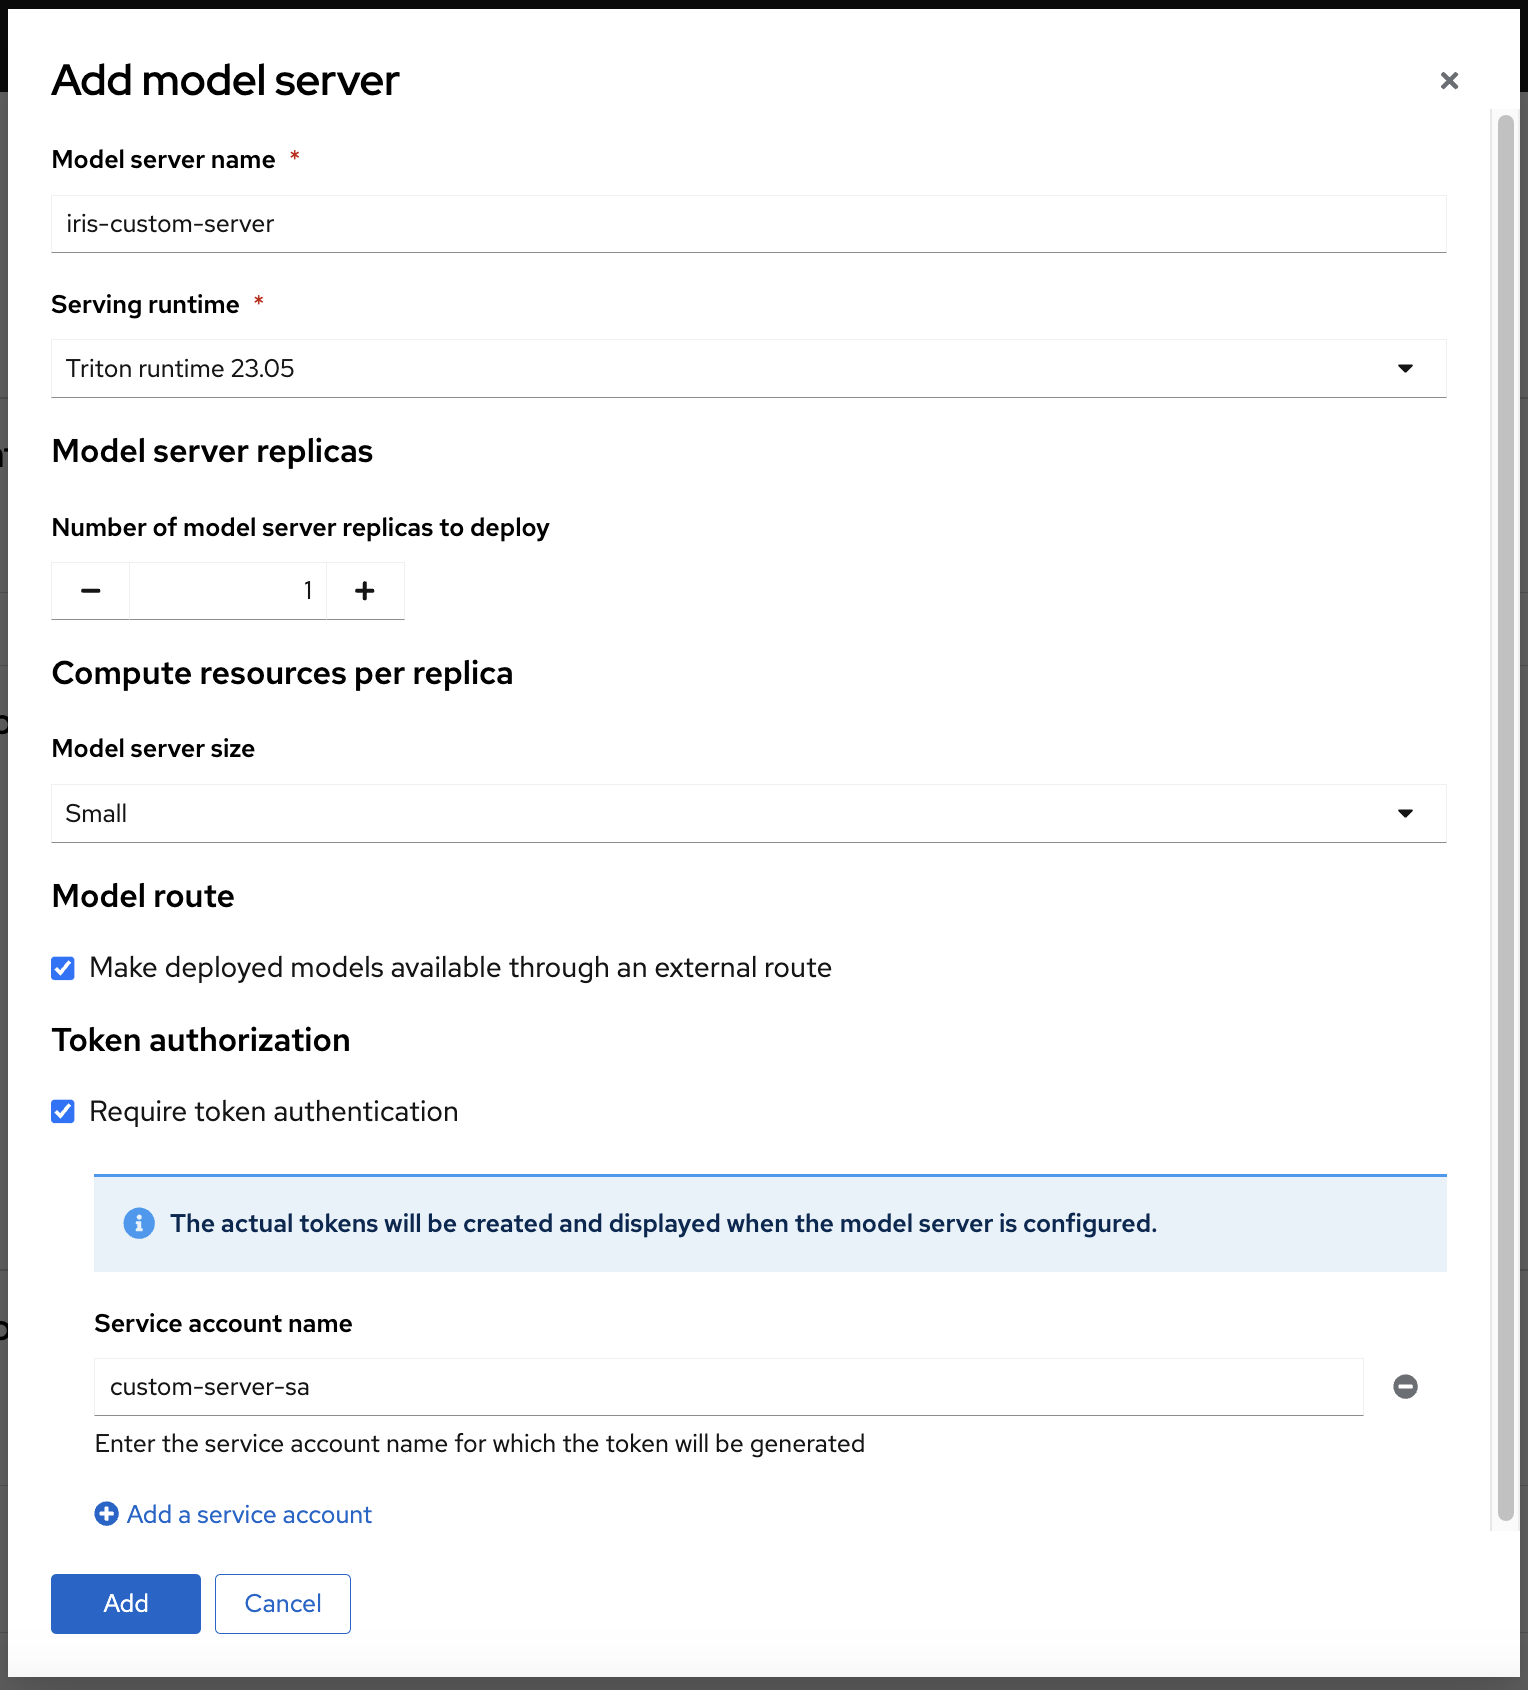 Add model server
Model server name *
iris-custom-server
Serving runtime *
Triton runtime 23.05
Model server replicas
Number of model server replicas to deploy
1
Compute resources per replica
Model server size
Small
Model route
Make deployed models available through an external route
Token authorization
Require token authentication
The actual tokens will be created and displayed when the model server is configured.
Service account name
custom-server-sa
Enter the service account name for which the token will be generated
Add a service account
Add
Cancel